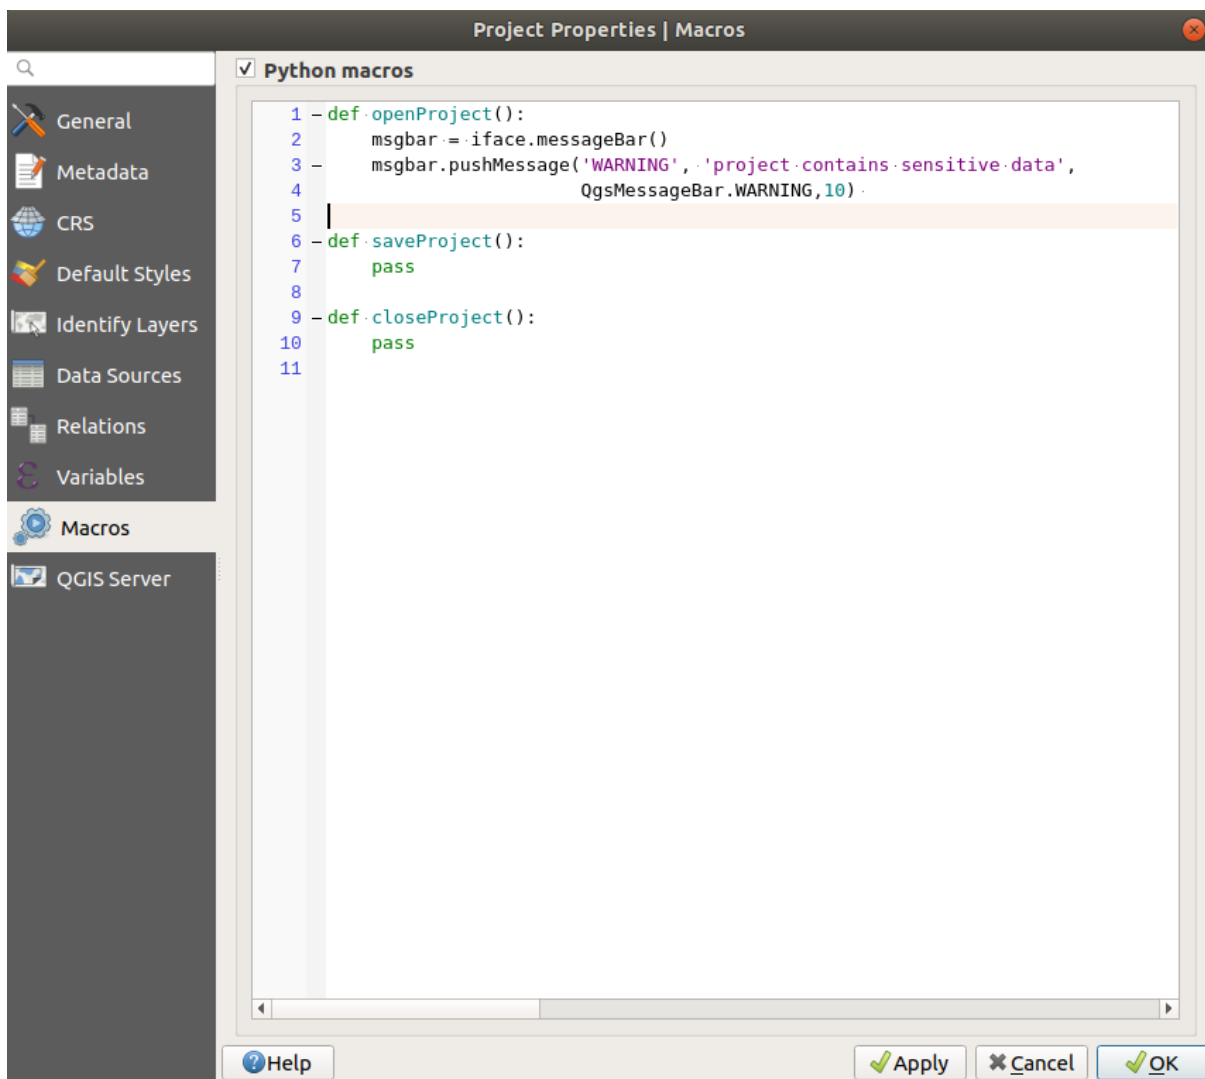 Project Properties | Macros
Python macros
General
Metadata
CRS
Default Styles
Identify Layers
Data Sources
Relations
Variables
Macros
QGIS Server
1 def openProject():
2 msgbar = iface.messageBar()
3 msgbar.pushMessage('WARNING', 'project contains sensitive data',
4 QgsMessageBar.WARNING,10)
5
6 def saveProject():
7 pass
8
9 def closeProject():
10 pass
11
Help
Apply
Cancel
OK